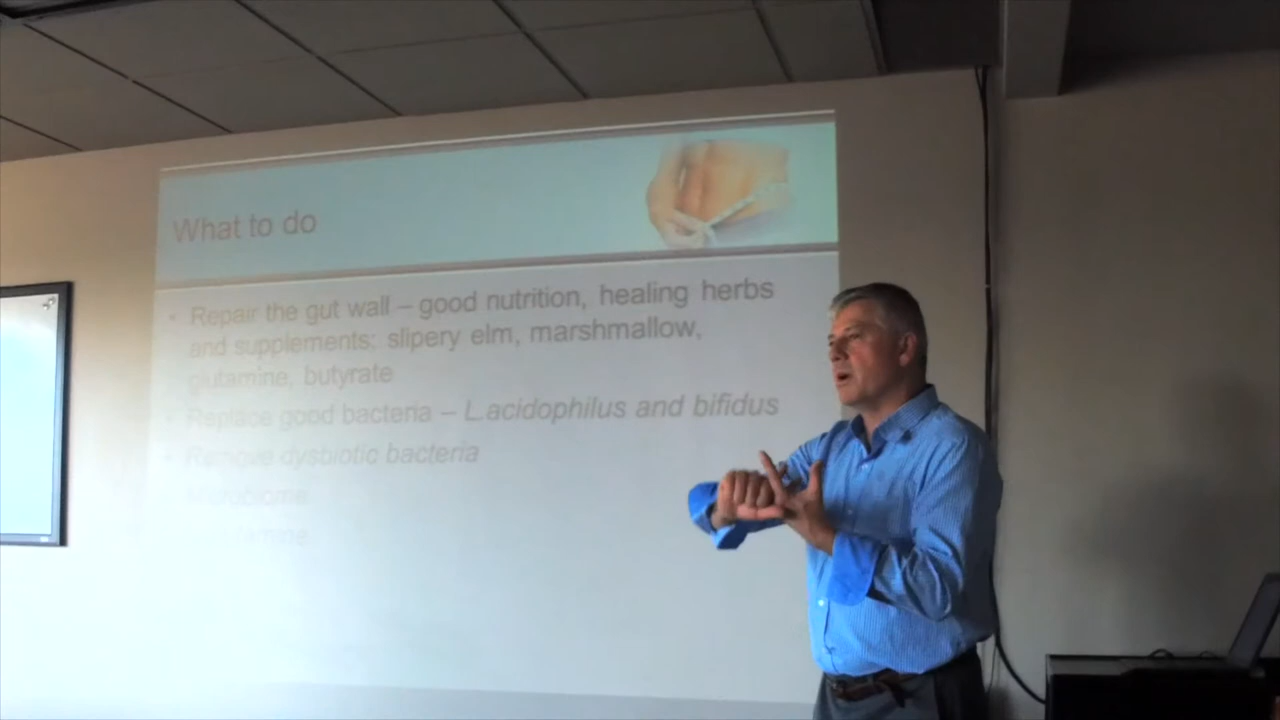 What to do
• Repair the gut wall – good nutrition, healing herbs
and supplements: slipery elm, marshmallow,
glutamine, butyrate
Replace good bacteria – L.acidophilus and bifidus
Remove dysbiotic bacteria
Microbiome